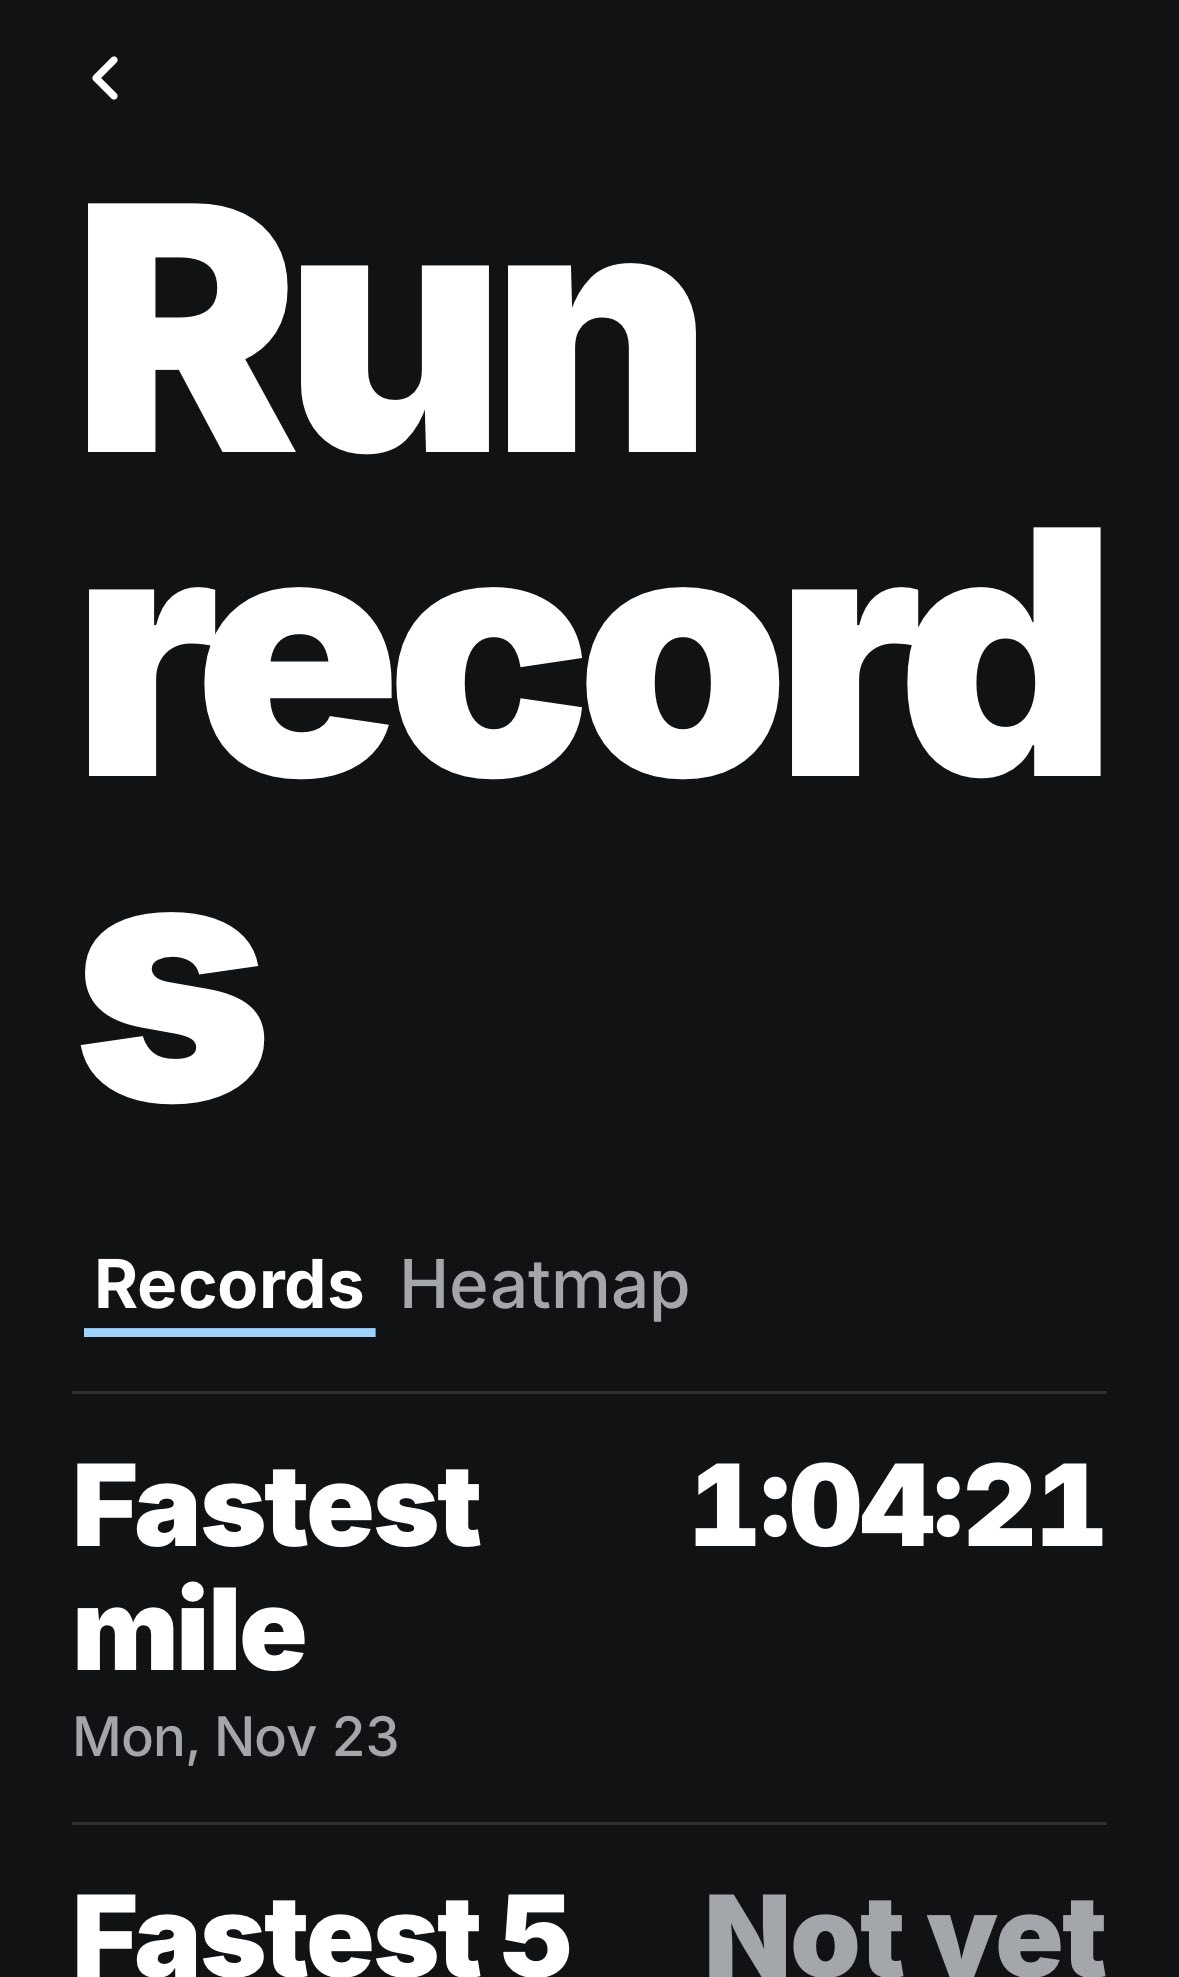 Run
record
s
Records Heatmap
Fastest 1:04:21
mile
Mon, Nov 23
Fastest 5 Not yet